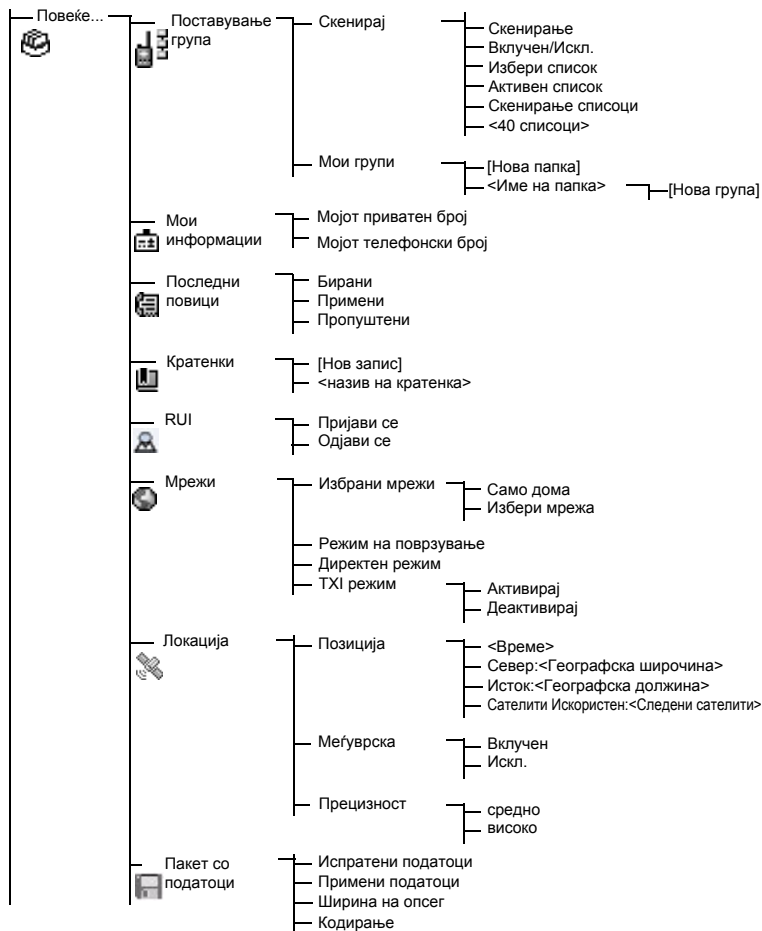 Повеќе...
Поставување
група
Скенирај
Скенирање
Вклучен/Искл.
Избери список
Активен список
Скенирање списоци
<40 списоци>
Мои групи
[Нова папка]
<Име на папка>
[Нова група]
Мои
информации
Мојот приватен број
Мојот телефонски број
Последни
повици
Бирани
Примени
Пропуштени
Кратенки
[Нов запис]
<назив на кратенка>
RUI
Пријави се
Одјави се
Мрежи
Избрани мрежи
Само дома
Избери мрежа
Режим на поврзување
Директен режим
TXI режим
Активирај
Деактивирај
Локација
Позиција
<Време>
Север:<Географска широчина>
Исток:<Географска должина>
Сателити Искористен:<Следени сателити>
Меѓуврска
Вклучен
Искл.
Прецизност
средно
високо
Пакет со
податоци
Испратени податоци
Примени податоци
Ширина на опсег
Кодирање